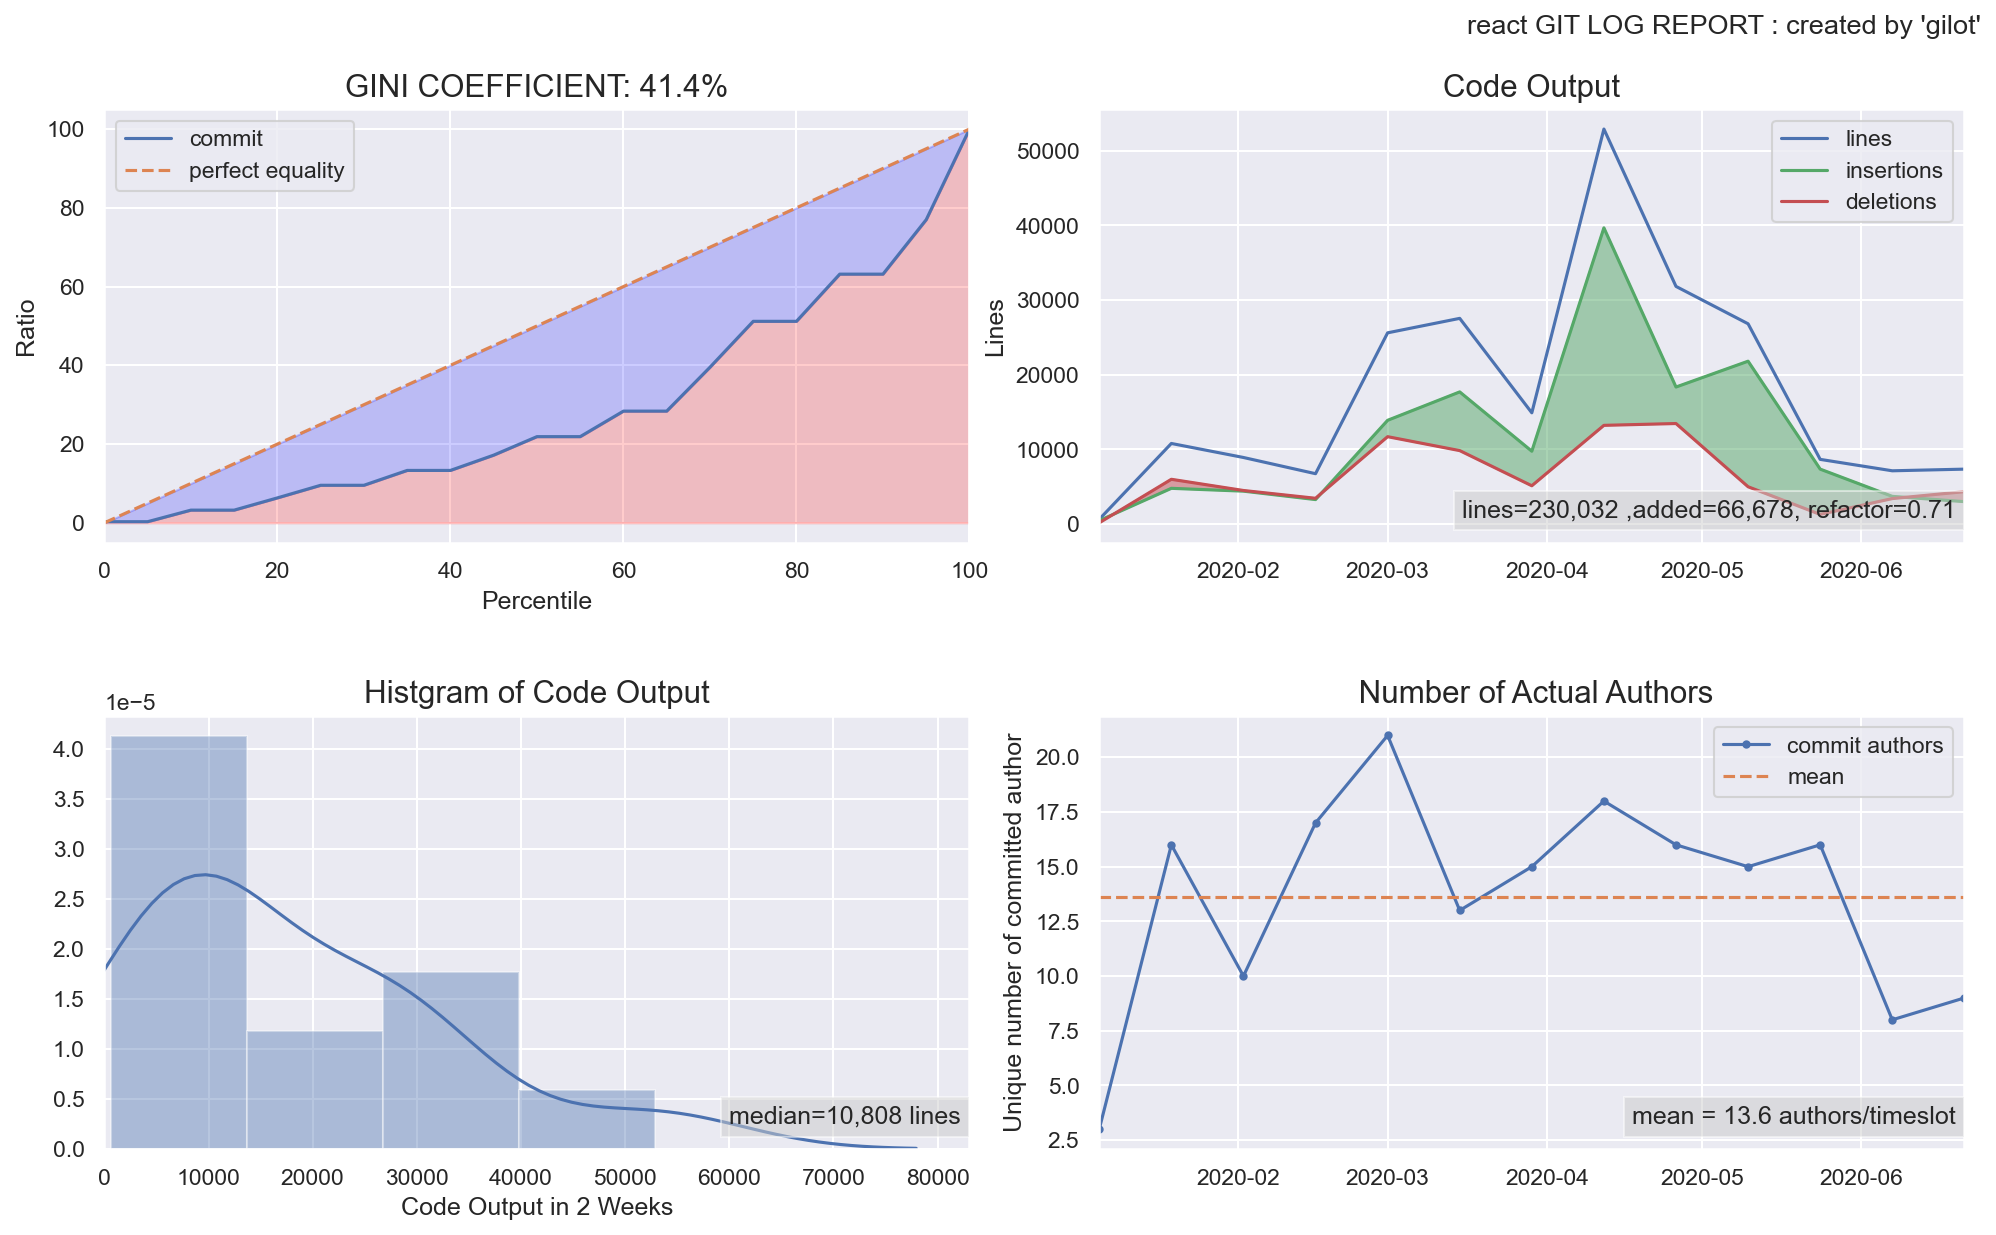 react GIT LOG REPORT : created by 'gilot'
GINI COEFFICIENT: 41.4%
commit
perfect equality
100
80
60
40
20
0
Ratio
0 20 40 60 80 100
Percentile
Code Output
lines
insertions
deletions
50000
40000
30000
20000
10000
0
Lines
lines=230,032 ,added=66,678, refactor=0.71
2020-02 2020-03 2020-04 2020-05 2020-06
Histgram of Code Output
1e−5
4.0
3.5
3.0
2.5
2.0
1.5
1.0
0.5
0.0
median=10,808 lines
0 10000 20000 30000 40000 50000 60000 70000 80000
Code Output in 2 Weeks
Number of Actual Authors
commit authors
mean
20.0
17.5
15.0
12.5
10.0
7.5
5.0
2.5
Unique number of committed author
mean = 13.6 authors/timeslot
2020-02 2020-03 2020-04 2020-05 2020-06